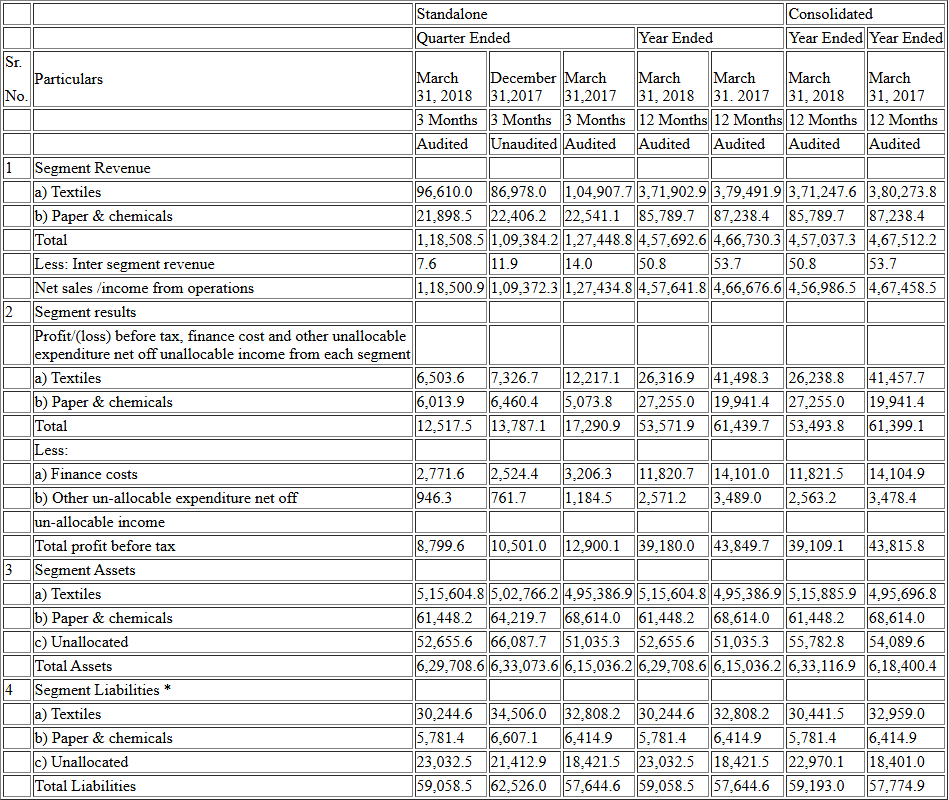 Standalone Consolidated
Quarter Ended Year Ended Year Ended Year Ended
Sr. No. Particulars March 31, 2018 December 31,2017 March 31,2017 March 31, 2018 March 31. 2017 March 31, 2018 March 31, 2017
3 Months 3 Months 3 Months 12 Months 12 Months 12 Months 12 Months
Audited Unaudited Audited Audited Audited Audited Audited
1 Segment Revenue
a) Textiles 96,610.0 86,978.0 1,04,907.7 3,71,902.9 3,79,491.9 3,71,247.6 3,80,273.8
b) Paper & chemicals 21,898.5 22,406.2 22,541.1 85,789.7 87,238.4 85,789.7 87,238.4
Total 1,18,508.5 1,09,384.2 1,27,448.8 4,57,692.6 4,66,730.3 4,57,037.3 4,67,512.2
Less: Inter segment revenue 7.6 11.9 14.0 50.8 53.7 50.8 53.7
Net sales /income from operations 1,18,500.9 1,09,372.3 1,27,434.8 4,57,641.8 4,66,676.6 4,56,986.5 4,67,458.5
2 Segment results
Profit/(loss) before tax, finance cost and other unallocable
expenditure net off unallocable income from each segment
a) Textiles 6,503.6 7,326.7 12,217.1 26,316.9 41,498.3 26,238.8 41,457.7
b) Paper & chemicals 6,013.9 6,460.4 5,073.8 27,255.0 19,941.4 27,255.0 19,941.4
Total 12,517.5 13,787.1 17,290.9 53,571.9 61,439.7 53,493.8 61,399.1
Less:
a) Finance costs 2,771.6 2,524.4 3,206.3 11,820.7 14,101.0 11,821.5 14,104.9
b) Other un-allocable expenditure net off 946.3 761.7 1,184.5 2,571.2 3,489.0 2,563.2 3,478.4
un-allocable income
Total profit before tax 8,799.6 10,501.0 12,900.1 39,180.0 43,849.7 39,109.1 43,815.8
3 Segment Assets
a) Textiles 5,15,604.8 5,02,766.2 4,95,386.9 5,15,604.8 4,95,386.9 5,15,885.9 4,95,696.8
b) Paper & chemicals 61,448.2 64,219.7 68,614.0 61,448.2 68,614.0 61,448.2 68,614.0
c) Unallocated 52,655.6 66,087.7 51,035.3 52,655.6 51,035.3 55,782.8 54,089.6
Total Assets 6,29,708.6 6,33,073.6 6,15,036.2 6,29,708.6 6,15,036.2 6,33,116.9 6,18,400.4
4 Segment Liabilities *
a) Textiles 30,244.6 34,506.0 32,808.2 30,244.6 32,808.2 30,441.5 32,959.0
b) Paper & chemicals 5,781.4 6,607.1 6,414.9 5,781.4 6,414.9 5,781.4 6,414.9
c) Unallocated 23,032.5 21,412.9 18,421.5 23,032.5 18,421.5 22,970.1 18,401.0
Total Liabilities 59,058.5 62,526.0 57,644.6 59,058.5 57,644.6 59,193.0 57,774.9